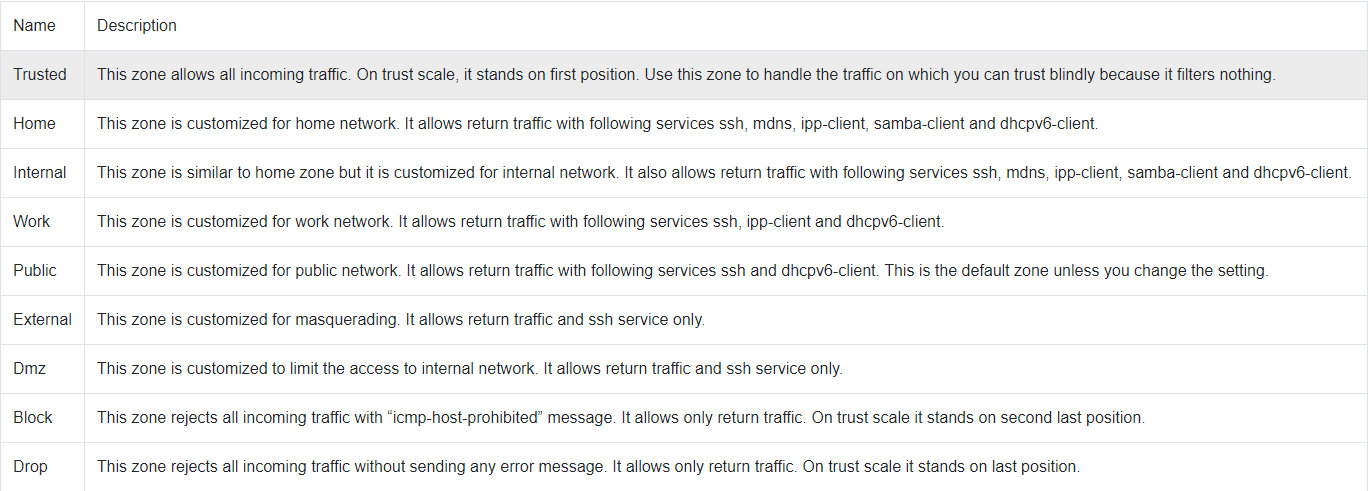 Name Description
Trusted This zone allows all incoming traffic. On trust scale, it stands on first position. Use this zone to handle the traffic on which you can trust blindly because it filters nothing.
Home This zone is customized for home network. It allows return traffic with following services ssh, mdns, ipp-client, samba-client and dhcpv6-client.
Internal This zone is similar to home zone but it is customized for internal network. It also allows return traffic with following services ssh, mdns, ipp-client, samba-client and dhcpv6-client.
Work This zone is customized for work network. It allows return traffic with following services ssh, ipp-client and dhcpv6-client.
Public This zone is customized for public network. It allows return traffic with following services ssh and dhcpv6-client. This is the default zone unless you change the setting.
External This zone is customized for masquerading. It allows return traffic and ssh service only.
Dmz This zone is customized to limit the access to internal network. It allows return traffic and ssh service only.
Block This zone rejects all incoming traffic with “icmp-host-prohibited” message. It allows only return traffic. On trust scale it stands on second last position.
Drop This zone rejects all incoming traffic without sending any error message. It allows only return traffic. On trust scale it stands on last position.